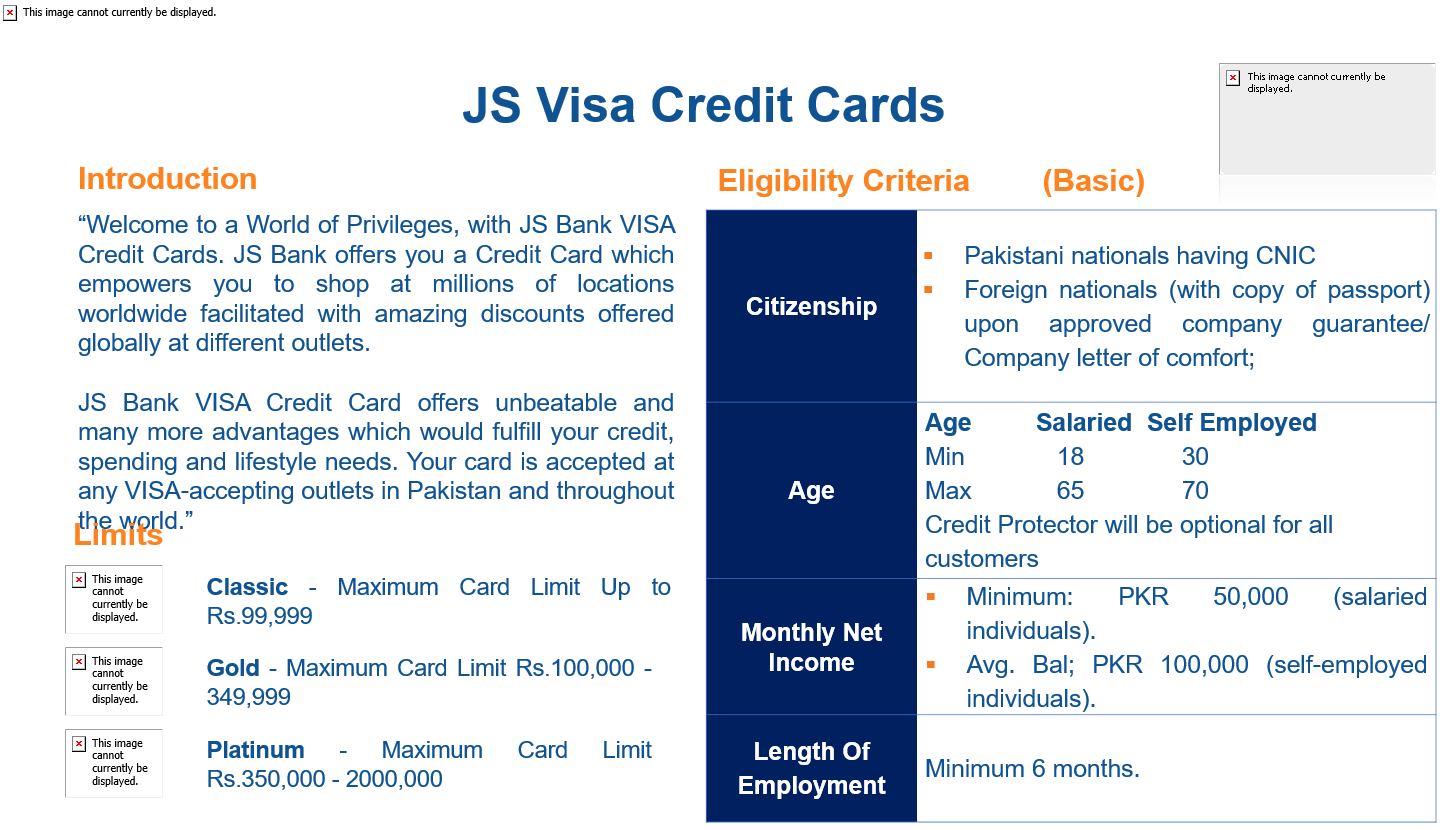 This image cannot currently be displayed.
JS Visa Credit Cards
This image cannot currently be
displayed.
Introduction
“Welcome to a World of Privileges, with JS Bank VISA
Credit Cards. JS Bank offers you a Credit Card which
empowers you to shop at millions of locations
worldwide facilitated with amazing discounts offered
globally at different outlets.
JS Bank VISA Credit Card offers unbeatable and
many more advantages which would fulfill your credit,
spending and lifestyle needs. Your card is accepted at
any VISA-accepting outlets in Pakistan and throughout
the world.”
Limits
This image
cannot
currently be
displayed.
Classic - Maximum Card Limit Up to
Rs.99,999
This image
cannot
currently be
displayed.
Gold - Maximum Card Limit Rs.100,000 -
349,999
This image
cannot
currently be
displayed.
Platinum - Maximum Card Limit
Rs.350,000 - 2000,000
Eligibility Criteria (Basic)
Citizenship
▪ Pakistani nationals having CNIC
▪ Foreign nationals (with copy of passport)
upon approved company guarantee/
Company letter of comfort;
Age
Age Salaried Self Employed
Min 18 30
Max 65 70
Credit Protector will be optional for all
customers
Monthly Net
Income
▪ Minimum: PKR 50,000 (salaried
individuals).
▪ Avg. Bal; PKR 100,000 (self-employed
individuals).
Length Of
Employment
Minimum 6 months.